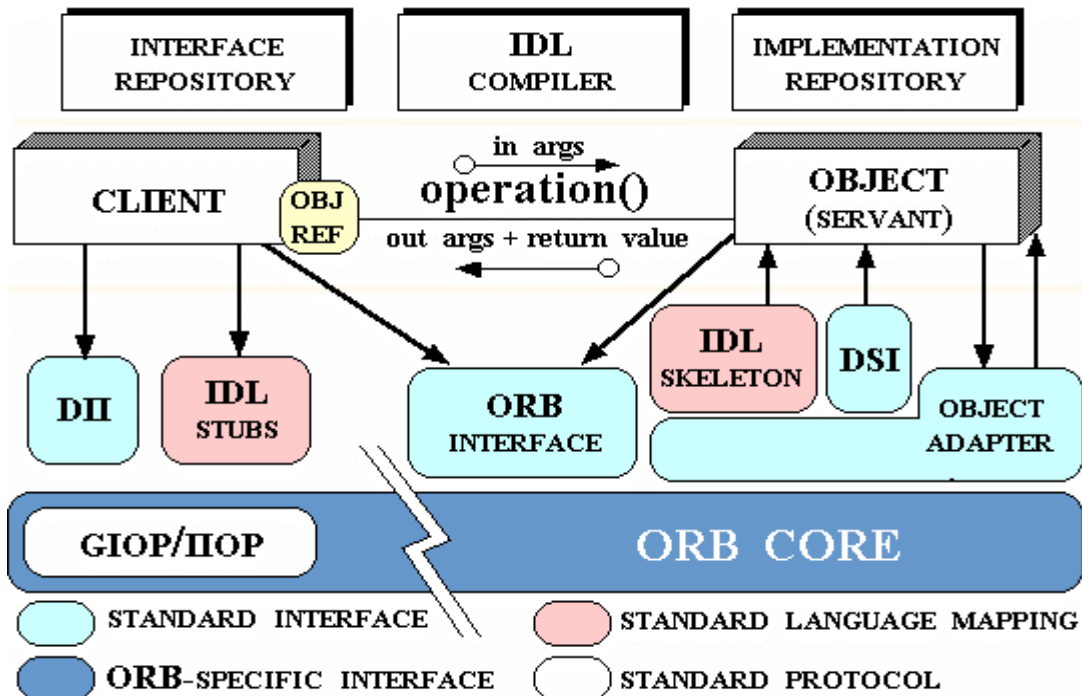 INTERFACE
REPOSITORY
IDL
COMPILER
IMPLEMENTATION
REPOSITORY
in args
operation()
out args + return value
CLIENT
OBJ
REF
OBJECT
(SERVANT)
DII
IDL
STUBS
ORB
INTERFACE
IDL
SKELETON
DSI
OBJECT
ADAPTER
GIOP/IIOP
ORB CORE
STANDARD INTERFACE
STANDARD LANGUAGE MAPPING
ORB-SPECIFIC INTERFACE
STANDARD PROTOCOL